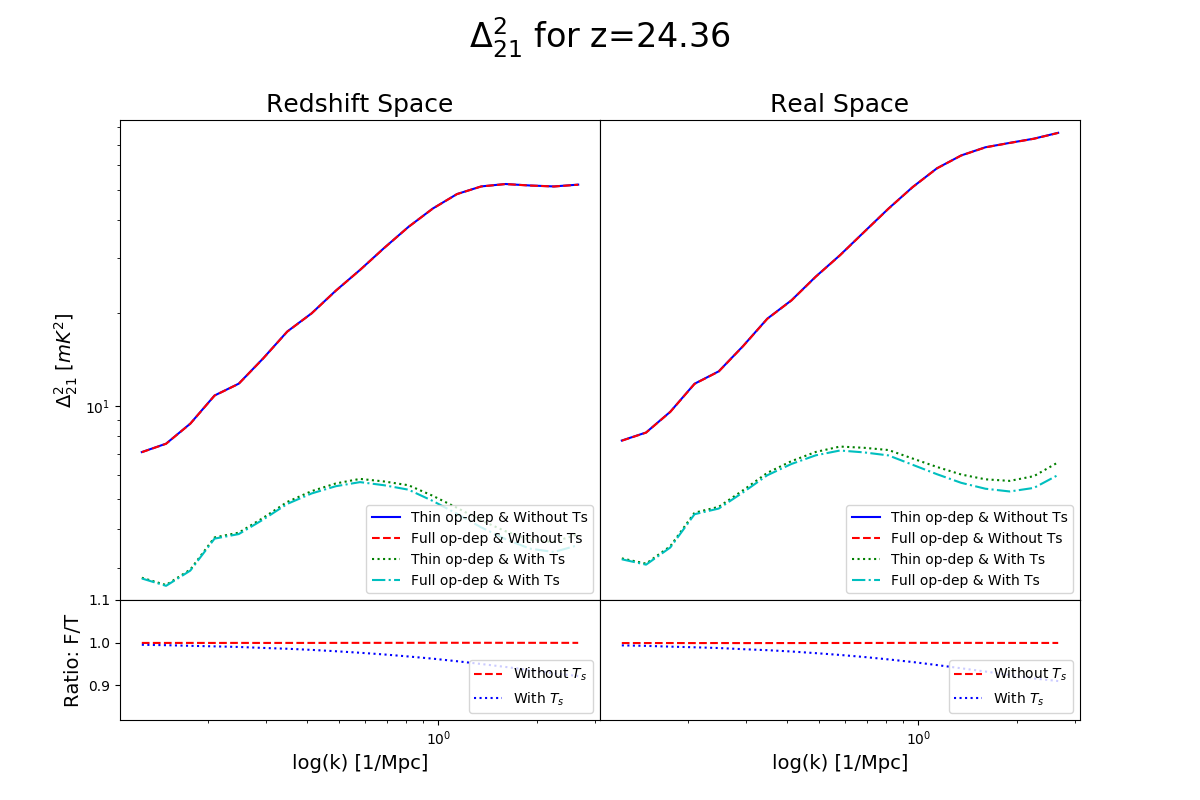 Δ²₂₁ for z=24.36
Redshift Space
Real Space
Δ²₂₁ [mK²]
10¹
Thin op-dep & Without Ts
Full op-dep & Without Ts
Thin op-dep & With Ts
Full op-dep & With Ts
Thin op-dep & Without Ts
Full op-dep & Without Ts
Thin op-dep & With Ts
Full op-dep & With Ts
Ratio: F/T
1.1
1.0
0.9
Without Tₛ
With Tₛ
Without Tₛ
With Tₛ
10⁰
10⁰
log(k) [1/Mpc]
log(k) [1/Mpc]